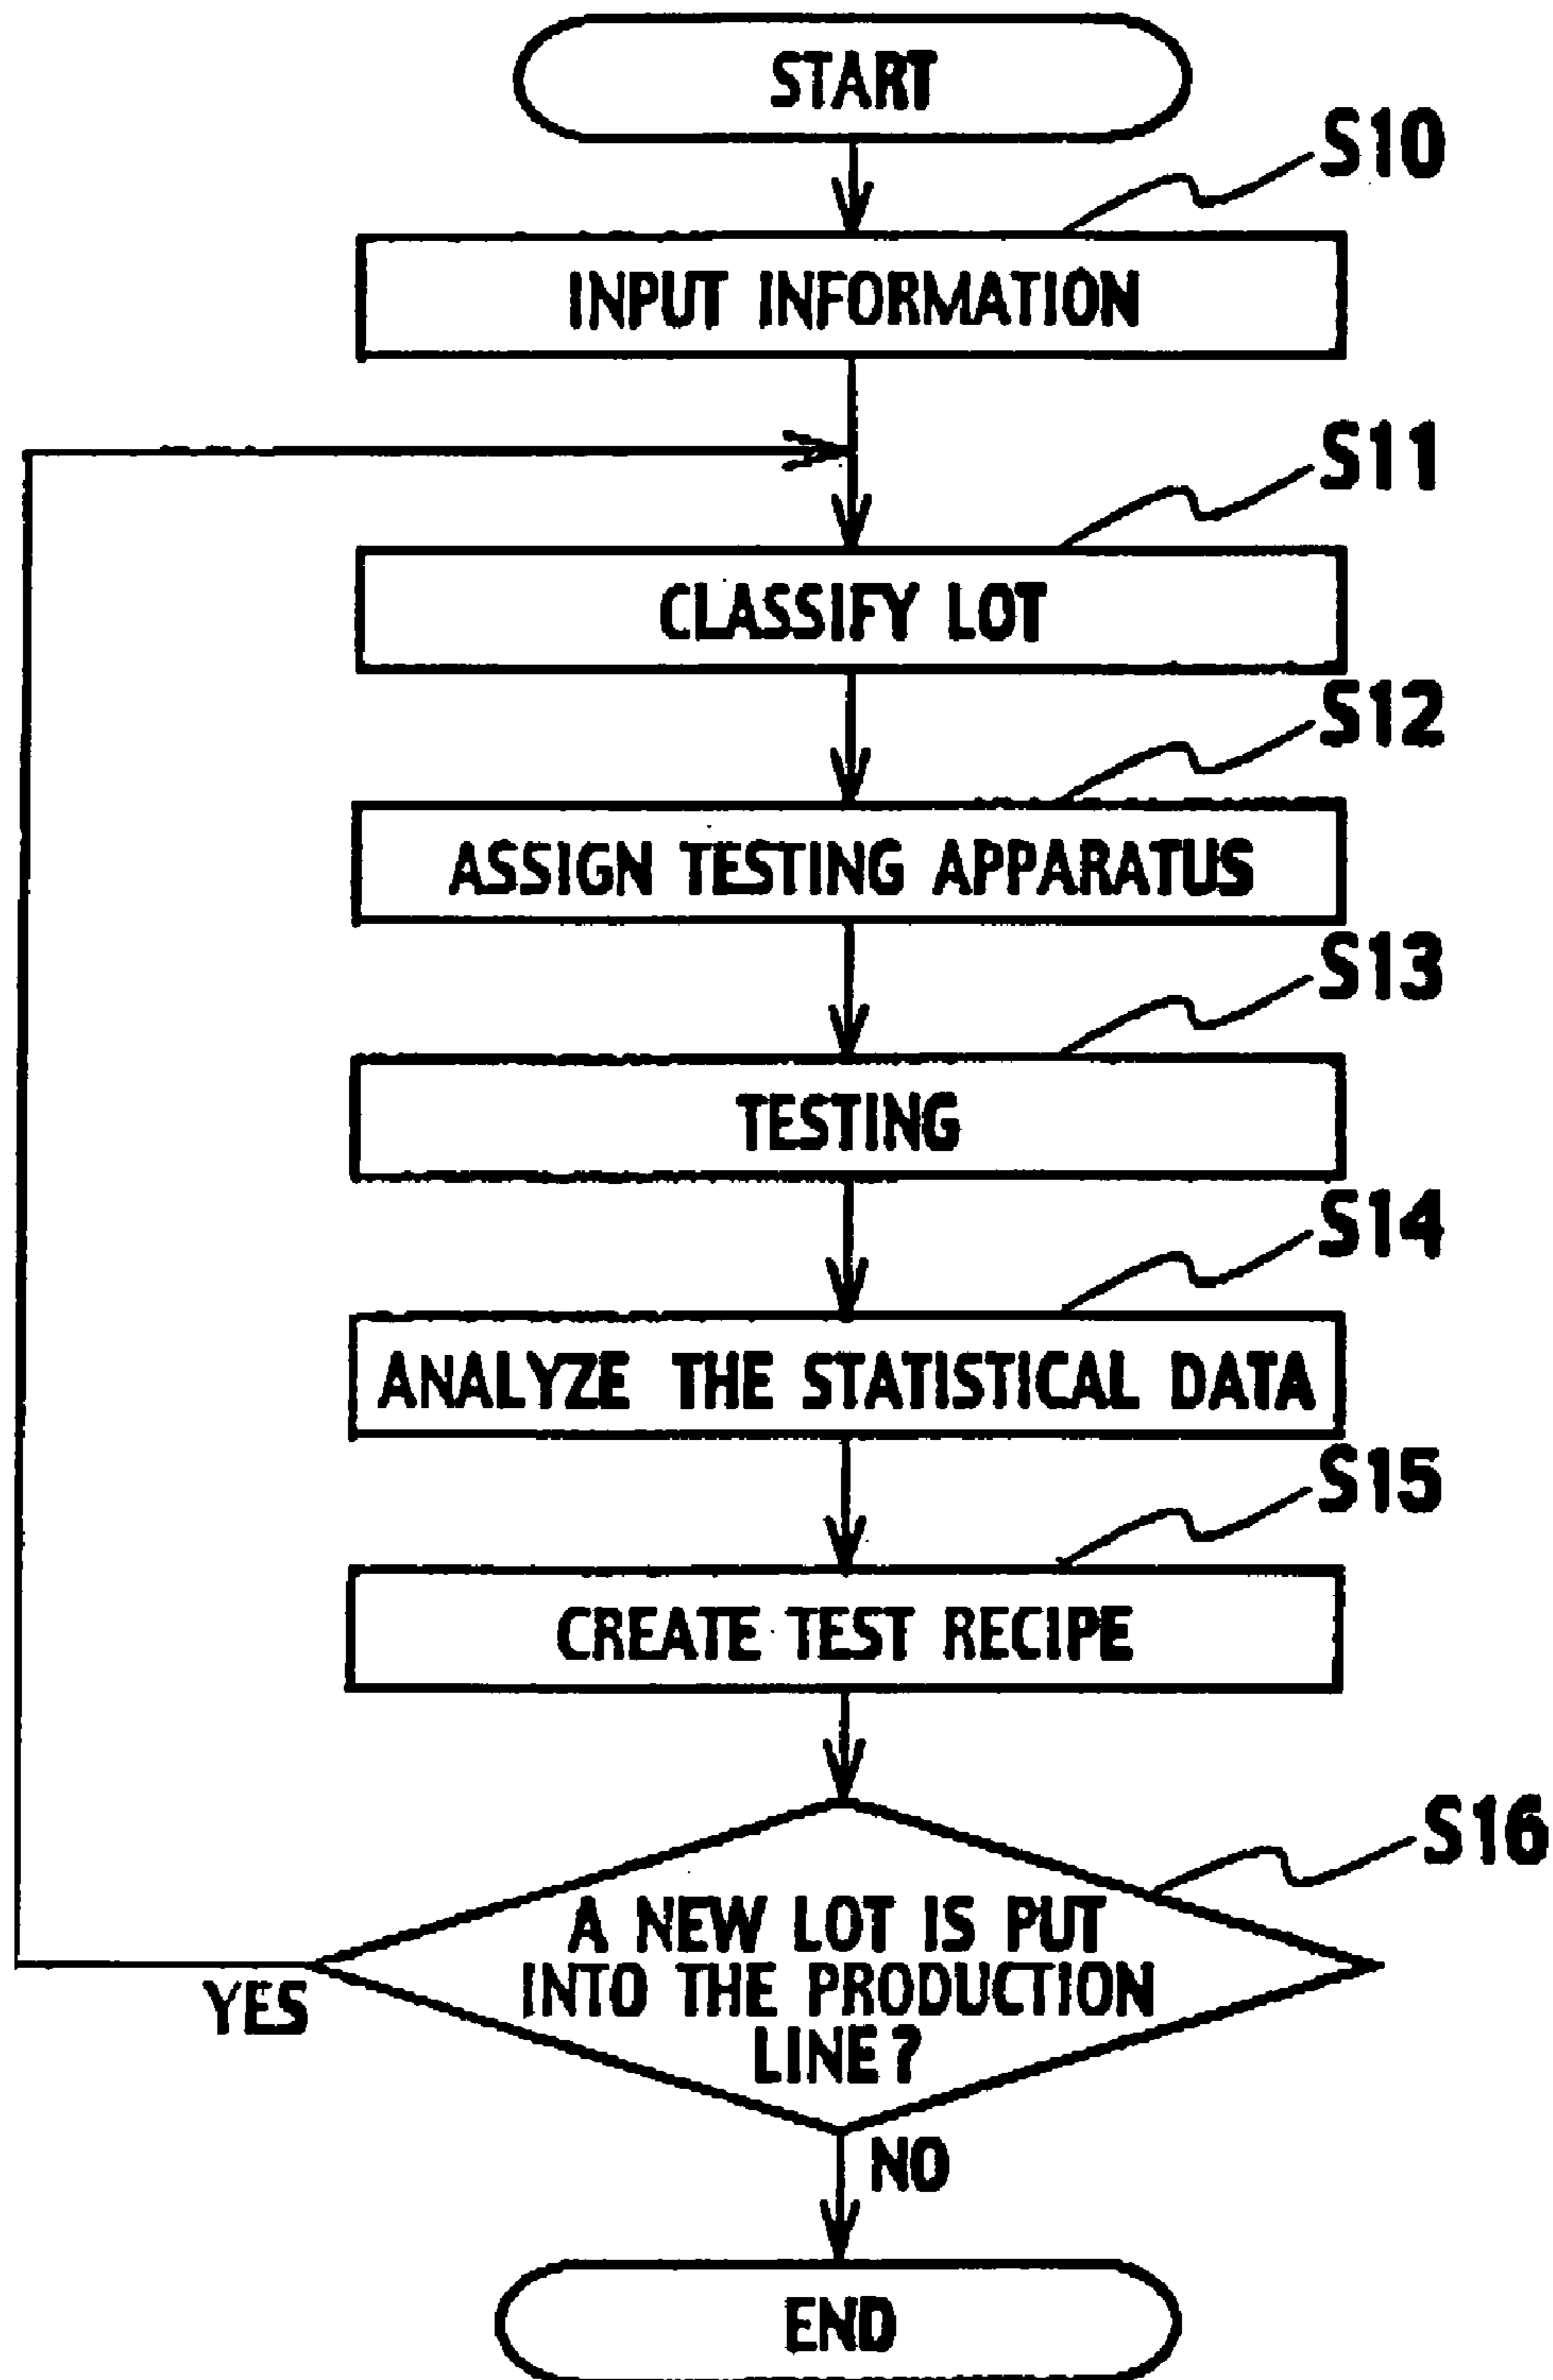 START
S10
INPUT INFORMATION
S11
CLASSIFY LOT
S12
ASSIGN TESTING APPARATUS
S13
TESTING
S14
ANALYZE THE STATISTICAL DATA
S15
CREATE TEST RECIPE
S16
A NEW LOT IS PUT
INTO THE PRODUCTION
LINE?
YES
NO
END